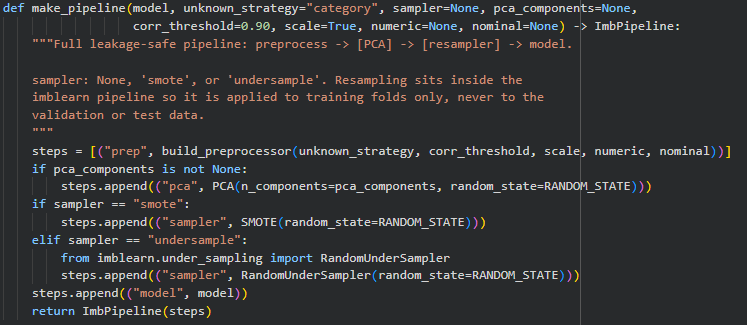 def make_pipeline(model, unknown_strategy="category", sampler=None, pca_components=None,
                  corr_threshold=0.90, scale=True, numeric=None, nominal=None) -> ImbPipeline:
    """Full leakage-safe pipeline: preprocess -> [PCA] -> [resampler] -> model.

    sampler: None, 'smote', or 'undersample'. Resampling sits inside the
    imblearn pipeline so it is applied to training folds only, never to the
    validation or test data.
    """
    steps = [("prep", build_preprocessor(unknown_strategy, corr_threshold, scale, numeric, nominal))]
    if pca_components is not None:
        steps.append(("pca", PCA(n_components=pca_components, random_state=RANDOM_STATE)))
    if sampler == "smote":
        steps.append(("sampler", SMOTE(random_state=RANDOM_STATE)))
    elif sampler == "undersample":
        from imblearn.under_sampling import RandomUnderSampler
        steps.append(("sampler", RandomUnderSampler(random_state=RANDOM_STATE)))
    steps.append(("model", model))
    return ImbPipeline(steps)